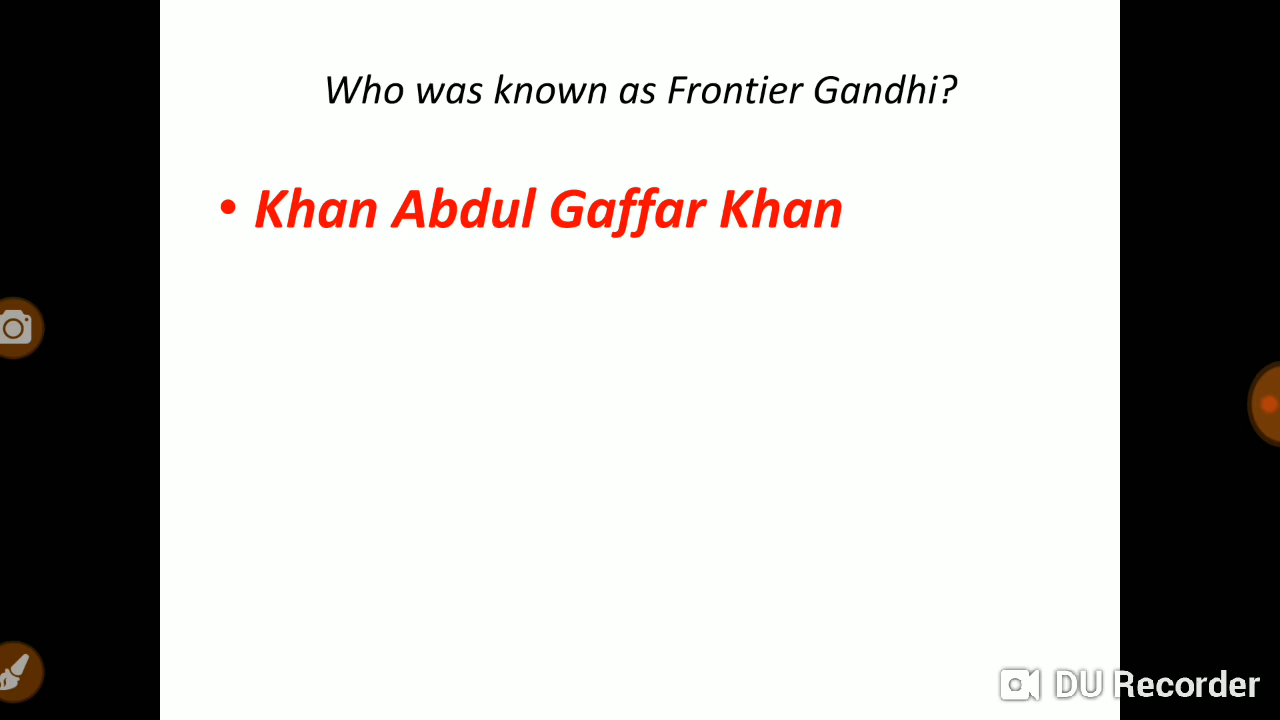 Who was known as Frontier Gandhi?
• Khan Abdul Gaffar Khan
DU Recorder